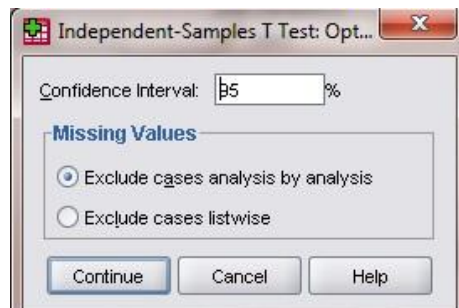 Independent-Samples T Test: Opt...
Confidence Interval: 95 %
Missing Values
Exclude cases analysis by analysis
Exclude cases listwise
Continue Cancel Help